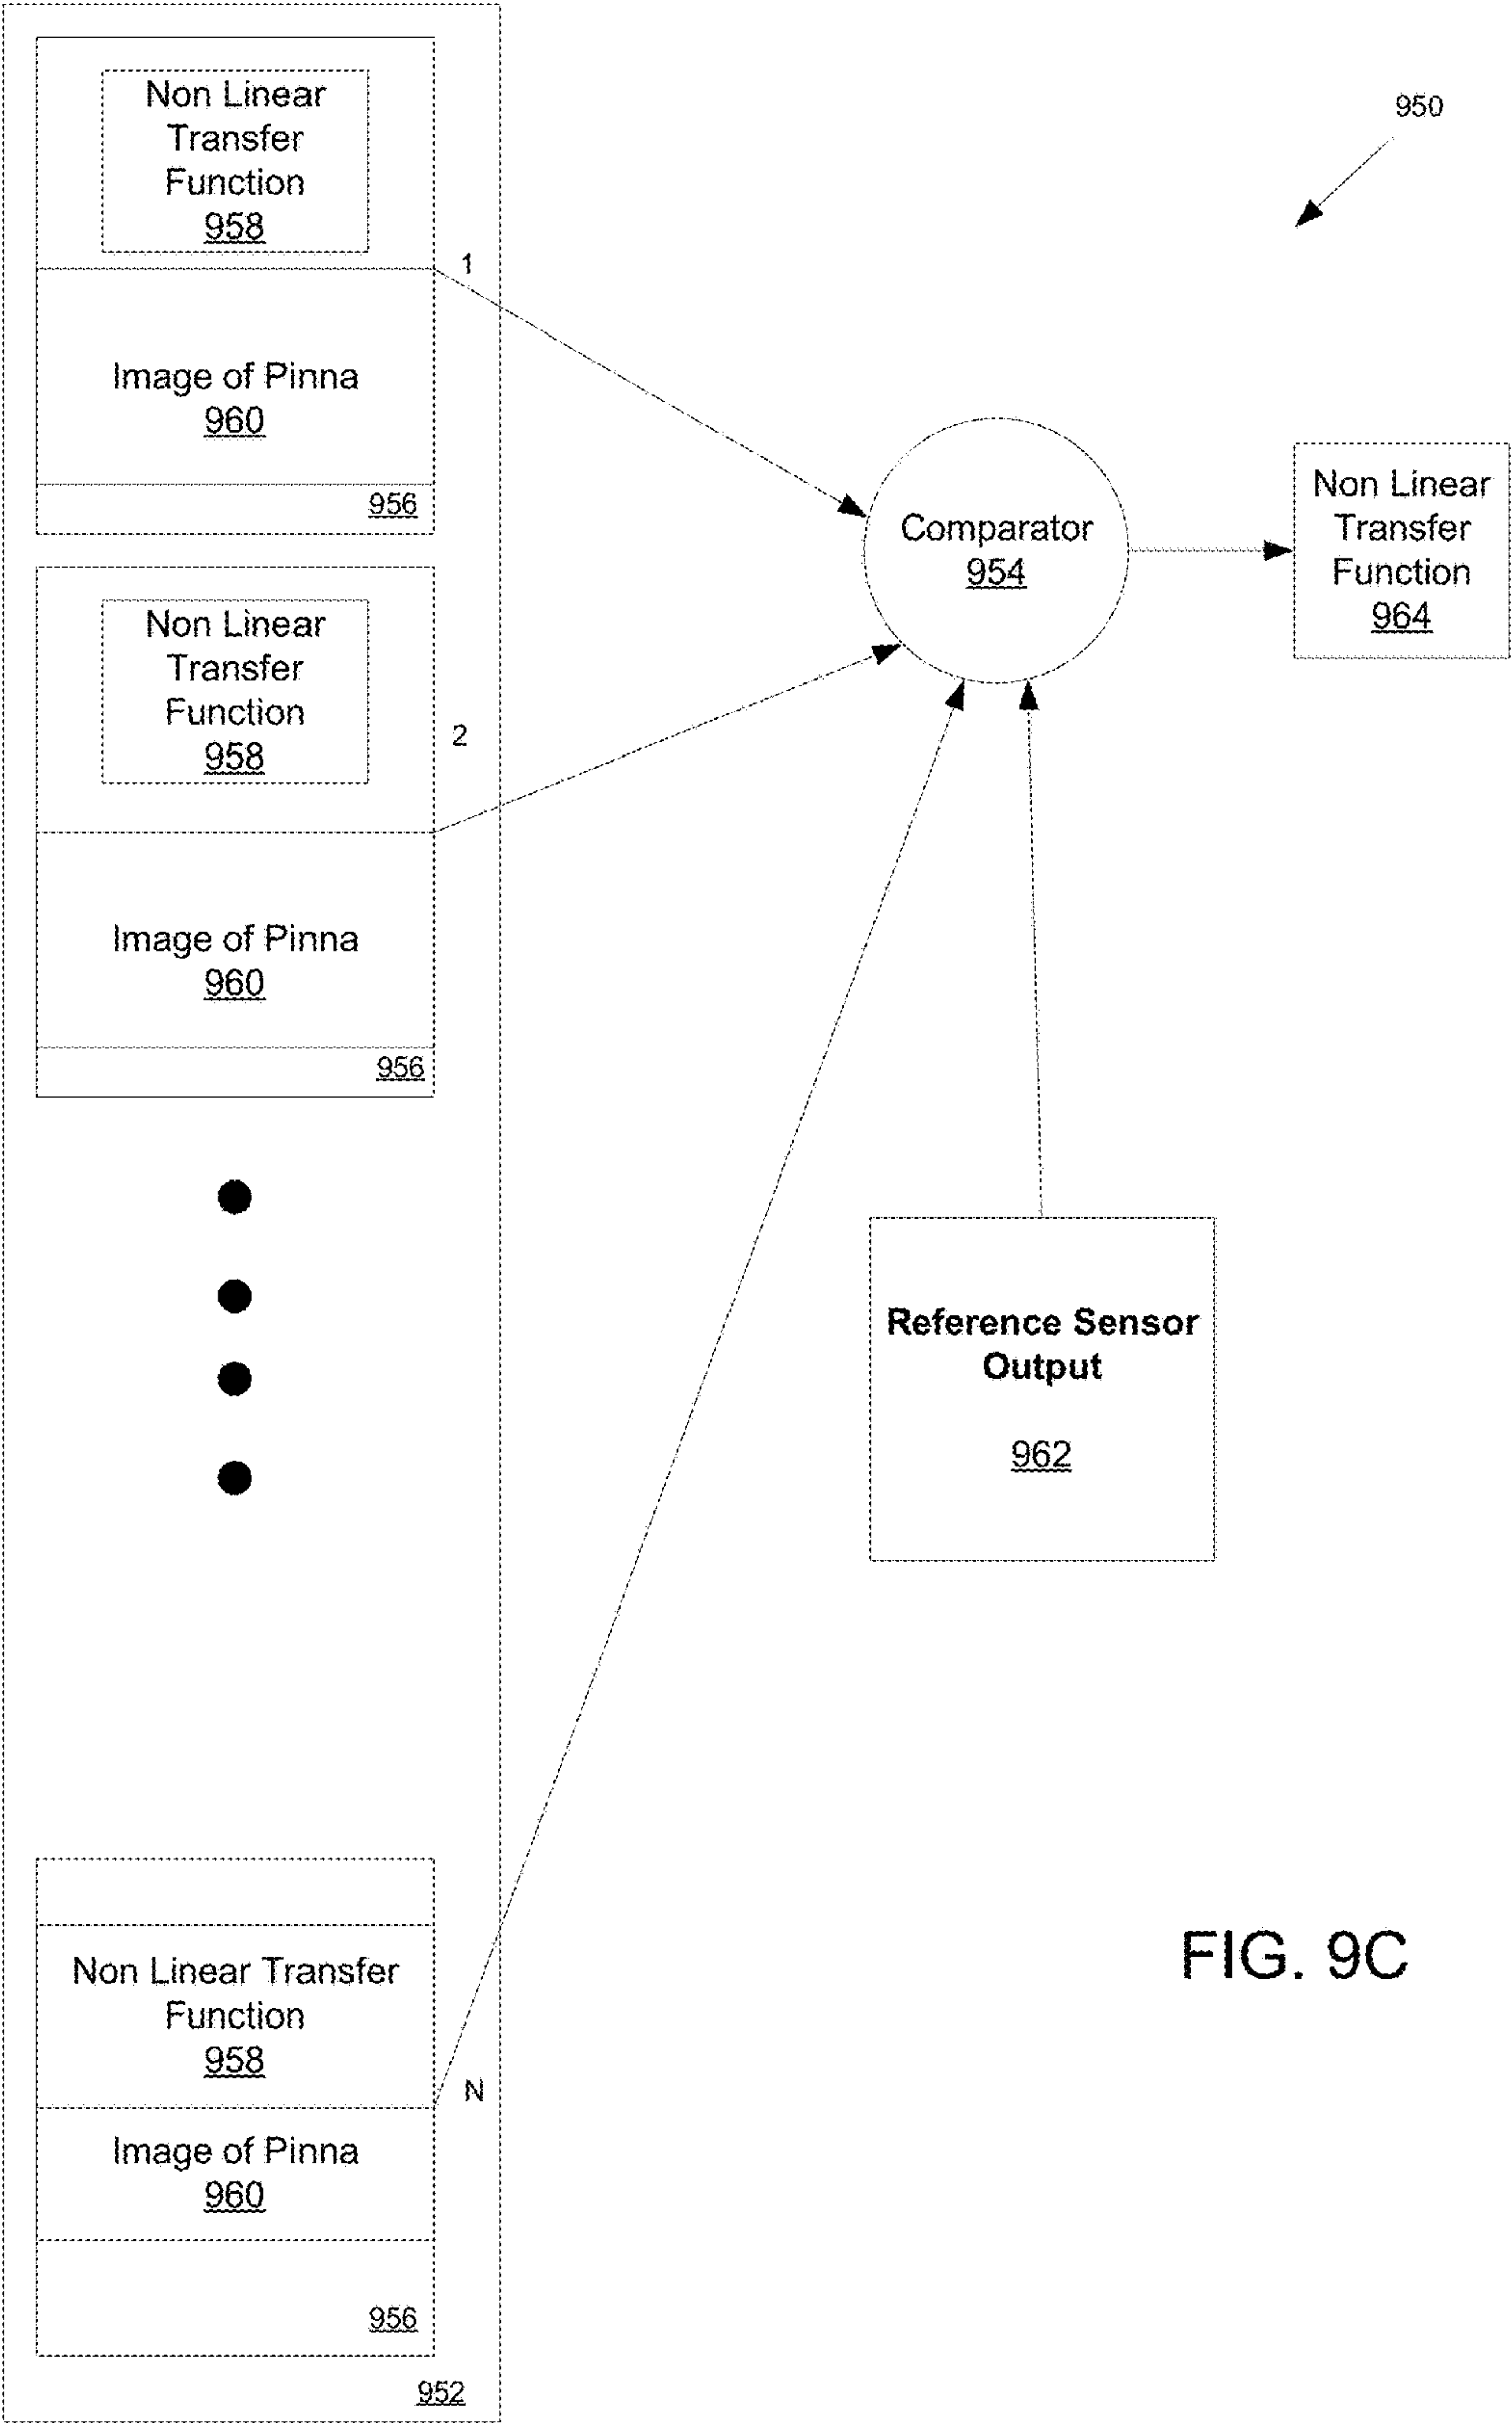 Non Linear
Transfer
Function
958
1
Image of Pinna
960
956
Non Linear
Transfer
Function
958
2
Image of Pinna
960
956
Non Linear Transfer
Function
958
N
Image of Pinna
960
956
952
950
Comparator
954
Non Linear
Transfer
Function
964
Reference Sensor
Output
962
FIG. 9C